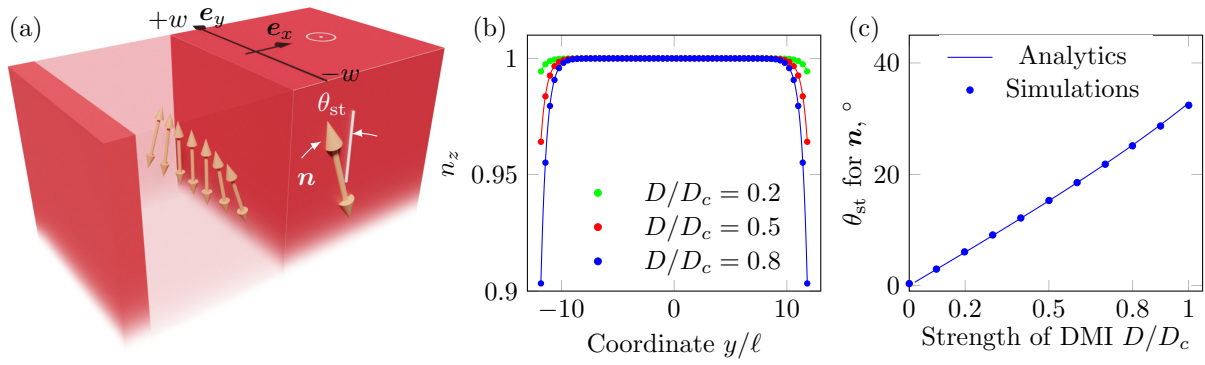 (a)
+w
e_y
e_x
−w
θ_st
n
(b)
1
0.95
0.9
n_z
D/D_c = 0.2
D/D_c = 0.5
D/D_c = 0.8
−10 0 10
Coordinate y/ℓ
(c)
Analytics
Simulations
40
20
0
θ_st for n, °
0 0.2 0.5 0.8 1
Strength of DMI D/D_c